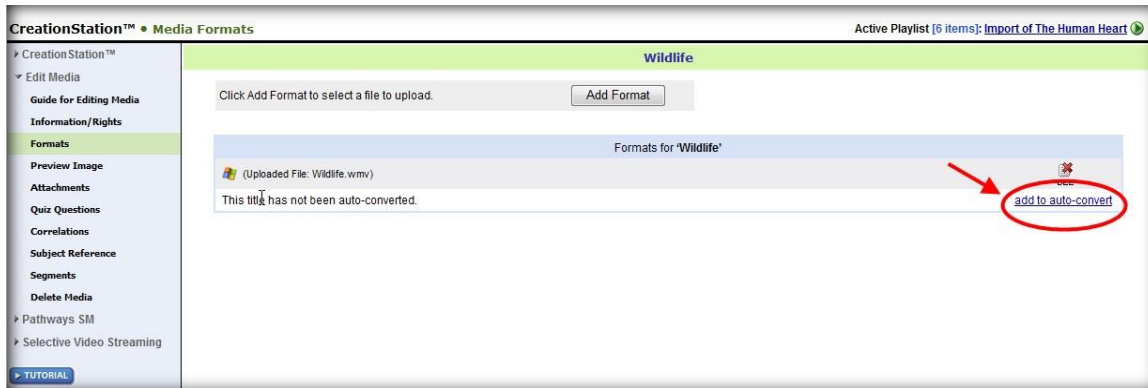 CreationStation™ • Media Formats
Active Playlist [6 items]: Import of The Human Heart
CreationStation™
Edit Media
Guide for Editing Media
Information/Rights
Formats
Preview Image
Attachments
Quiz Questions
Correlations
Subject Reference
Segments
Delete Media
Pathways SM
Selective Video Streaming
TUTORIAL
Wildlife
Click Add Format to select a file to upload.
Add Format
Formats for 'Wildlife'
(Uploaded File: Wildlife.wmv)
This title has not been auto-converted.
add to auto-convert